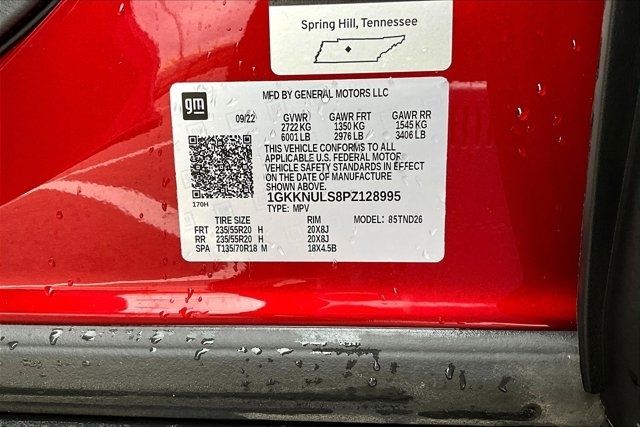 Spring Hill, Tennessee
gm
MFD BY GENERAL MOTORS LLC
09/22 GVWR GAWR FRT GAWR RR
2722 KG 1350 KG 1545 KG
6001 LB 2976 LB 3406 LB
THIS VEHICLE CONFORMS TO ALL
APPLICABLE U.S. FEDERAL MOTOR
VEHICLE SAFETY STANDARDS IN EFFECT
ON THE DATE OF MANUFACTURE
SHOWN ABOVE.
170H
1GKKNULS8PZ128995
TYPE: MPV
TIRE SIZE RIM MODEL: 85TND26
FRT 235/55R20 H 20X8J
RR 235/55R20 H 20X8J
SPA T135/70R18 M 18X4.5B